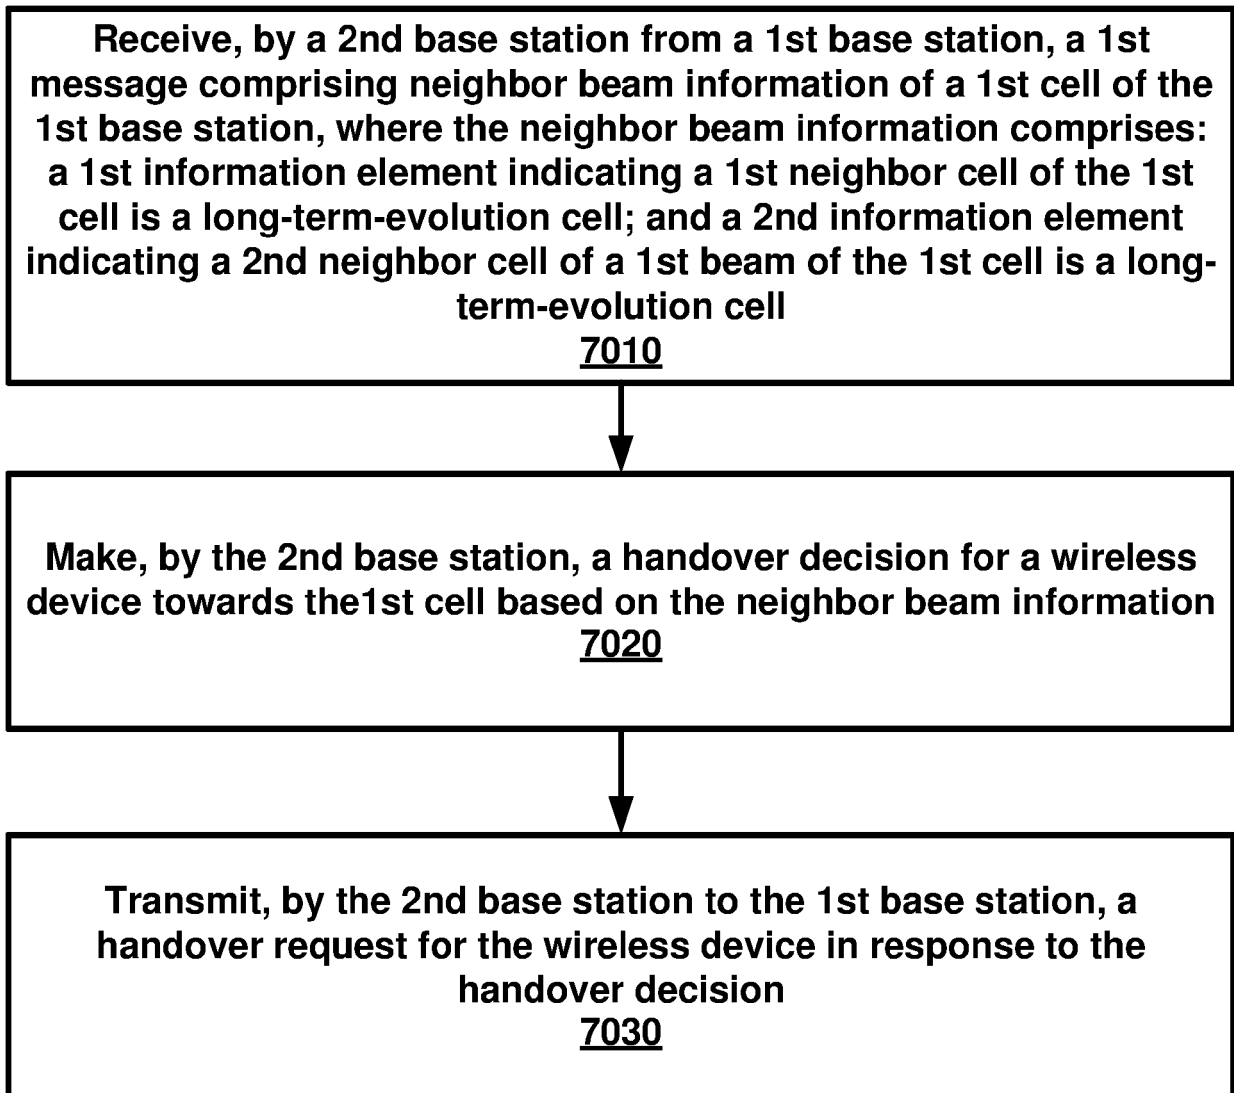 Receive, by a 2nd base station from a 1st base station, a 1st
message comprising neighbor beam information of a 1st cell of the
1st base station, where the neighbor beam information comprises:
a 1st information element indicating a 1st neighbor cell of the 1st
cell is a long-term-evolution cell; and a 2nd information element
indicating a 2nd neighbor cell of a 1st beam of the 1st cell is a long-
term-evolution cell
7010
Make, by the 2nd base station, a handover decision for a wireless
device towards the1st cell based on the neighbor beam information
7020
Transmit, by the 2nd base station to the 1st base station, a
handover request for the wireless device in response to the
handover decision
7030